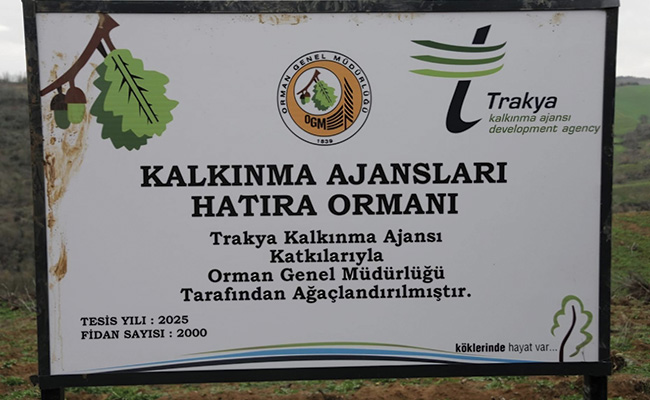 ORMAN GENEL MÜDÜRLÜĞÜ
OGM
1839
Trakya
kalkınma ajansı
development agency
KALKINMA AJANSLARI
HATIRA ORMANI
Trakya Kalkınma Ajansı
Katkılarıyla
Orman Genel Müdürlüğü
Tarafından Ağaçlandırılmıştır.
TESİS YILI : 2025
FİDAN SAYISI : 2000
köklerinde hayat var...